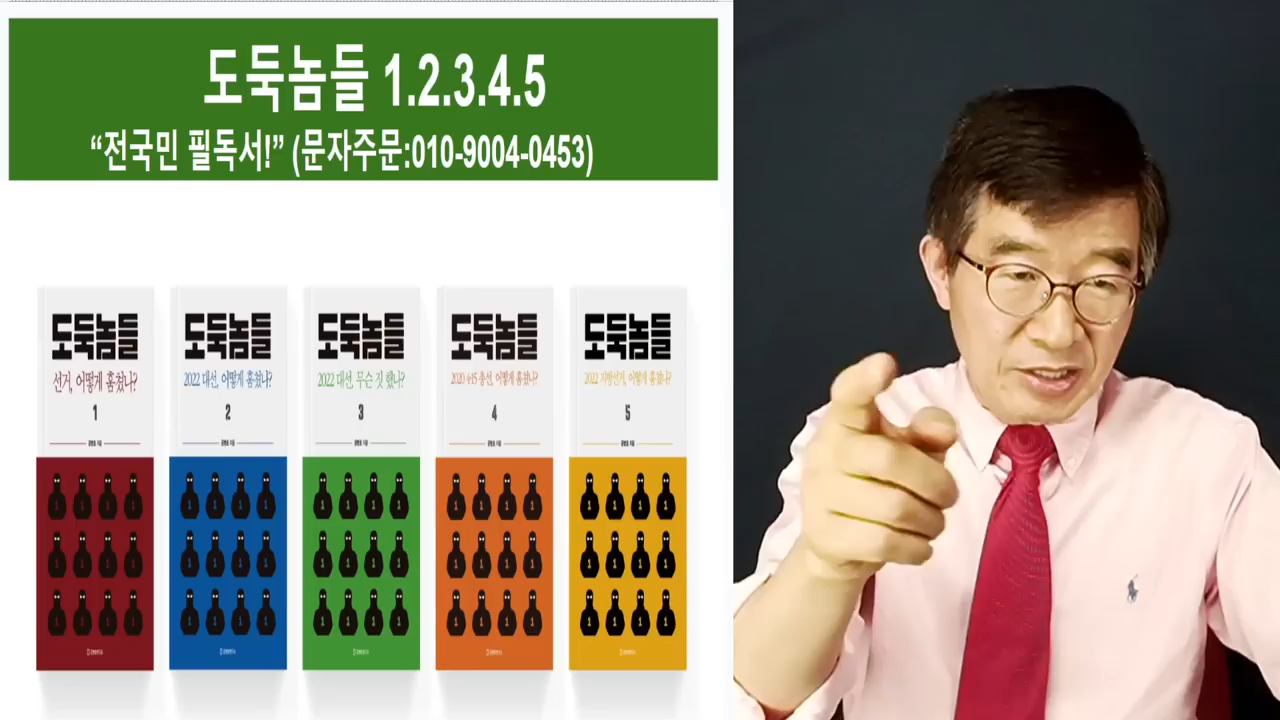 도둑놈들 1.2.3.4.5
“전국민 필독서!” (문자주문:010-9004-0453)
도둑놈들
선거, 어떻게 훔쳤나?
1
도둑놈들
2022 대선, 어떻게 훔쳤나?
2
도둑놈들
2022 대선, 무슨 짓 했나?
3
도둑놈들
2020 4·15 총선, 어떻게 훔쳤나?
4
도둑놈들
2022 지방선거, 어떻게 훔쳤나?
5